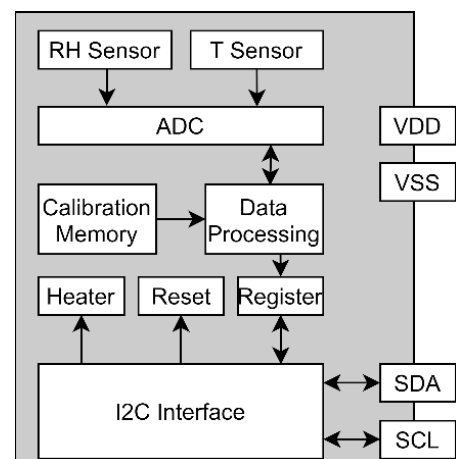 RH Sensor
T Sensor
ADC
VDD
VSS
Calibration
Memory
Data
Processing
Heater
Reset
Register
I2C Interface
SDA
SCL